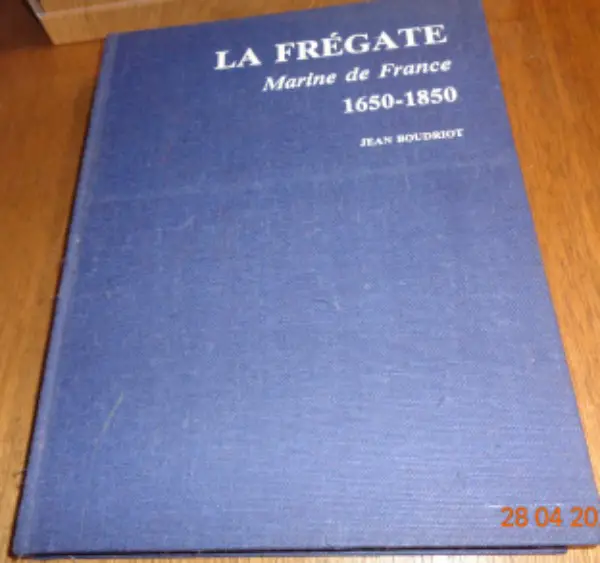 LA FRÉGATE
Marine de France
1650-1850
JEAN BOUDRIOT
28 04 20